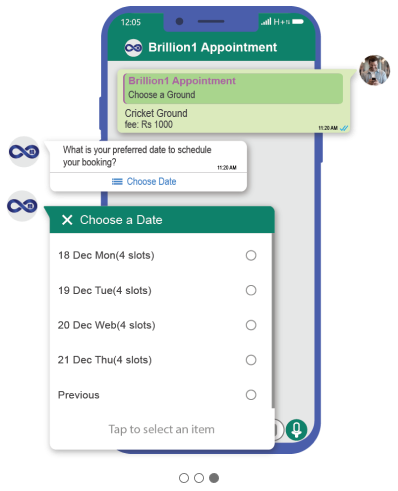 12:05
H+
Brillion1 Appointment
Brillion1 Appointment
Choose a Ground
Cricket Ground
fee: Rs 1000
11:20 AM
What is your preferred date to schedule
your booking?
11:20 AM
Choose Date
Choose a Date
18 Dec Mon(4 slots)
19 Dec Tue(4 slots)
20 Dec Web(4 slots)
21 Dec Thu(4 slots)
Previous
Tap to select an item